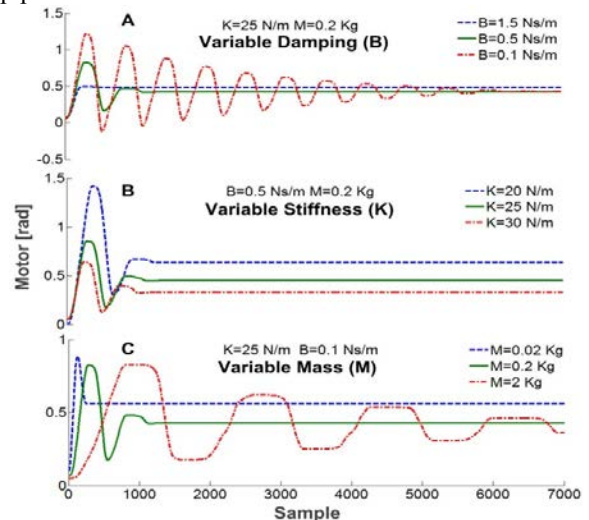 A
K=25 N/m M=0.2 Kg
Variable Damping (B)
B=1.5 Ns/m
B=0.5 Ns/m
B=0.1 Ns/m
1.5
1
0.5
0
-0.5
B
B=0.5 Ns/m M=0.2 Kg
Variable Stiffness (K)
K=20 N/m
K=25 N/m
K=30 N/m
1.5
1
0.5
0
Motor [rad]
C
K=25 N/m B=0.1 Ns/m
Variable Mass (M)
M=0.02 Kg
M=0.2 Kg
M=2 Kg
1
0.5
0
0 1000 2000 3000 4000 5000 6000 7000
Sample